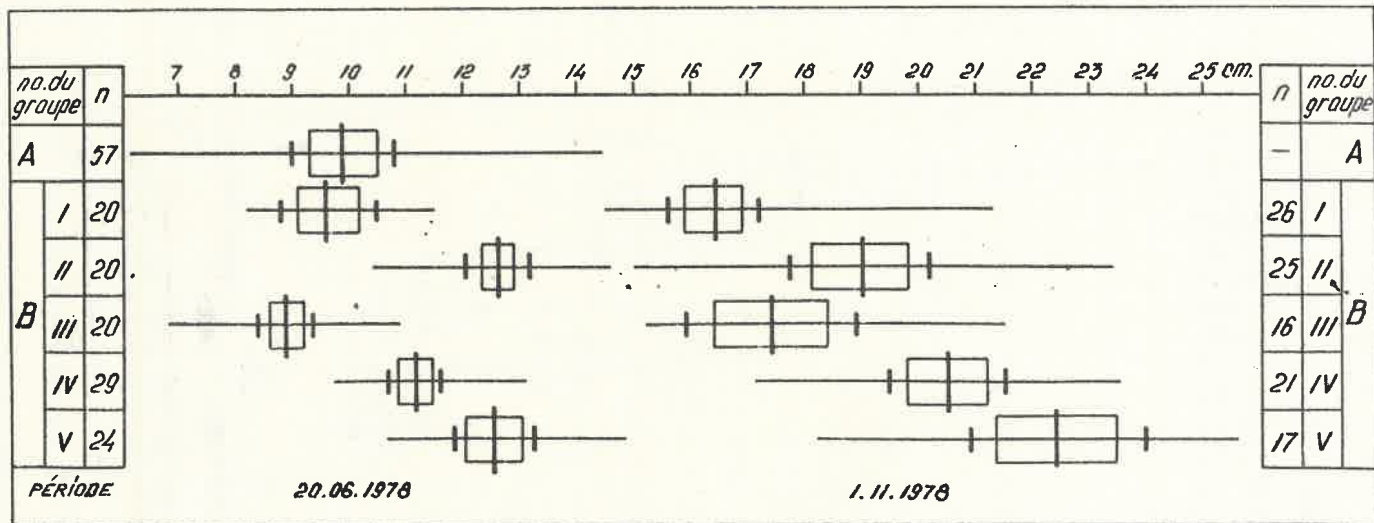 7 8 9 10 11 12 13 14 15 16 17 18 19 20 21 22 23 24 25 cm.
no. du groupe n
n no. du groupe
A 57
— A
B
I 20
26 I
II 20
25 II
III 20
16 III
IV 29
21 IV
V 24
17 V
B
PÉRİODE 20.06.1978 1.11.1978